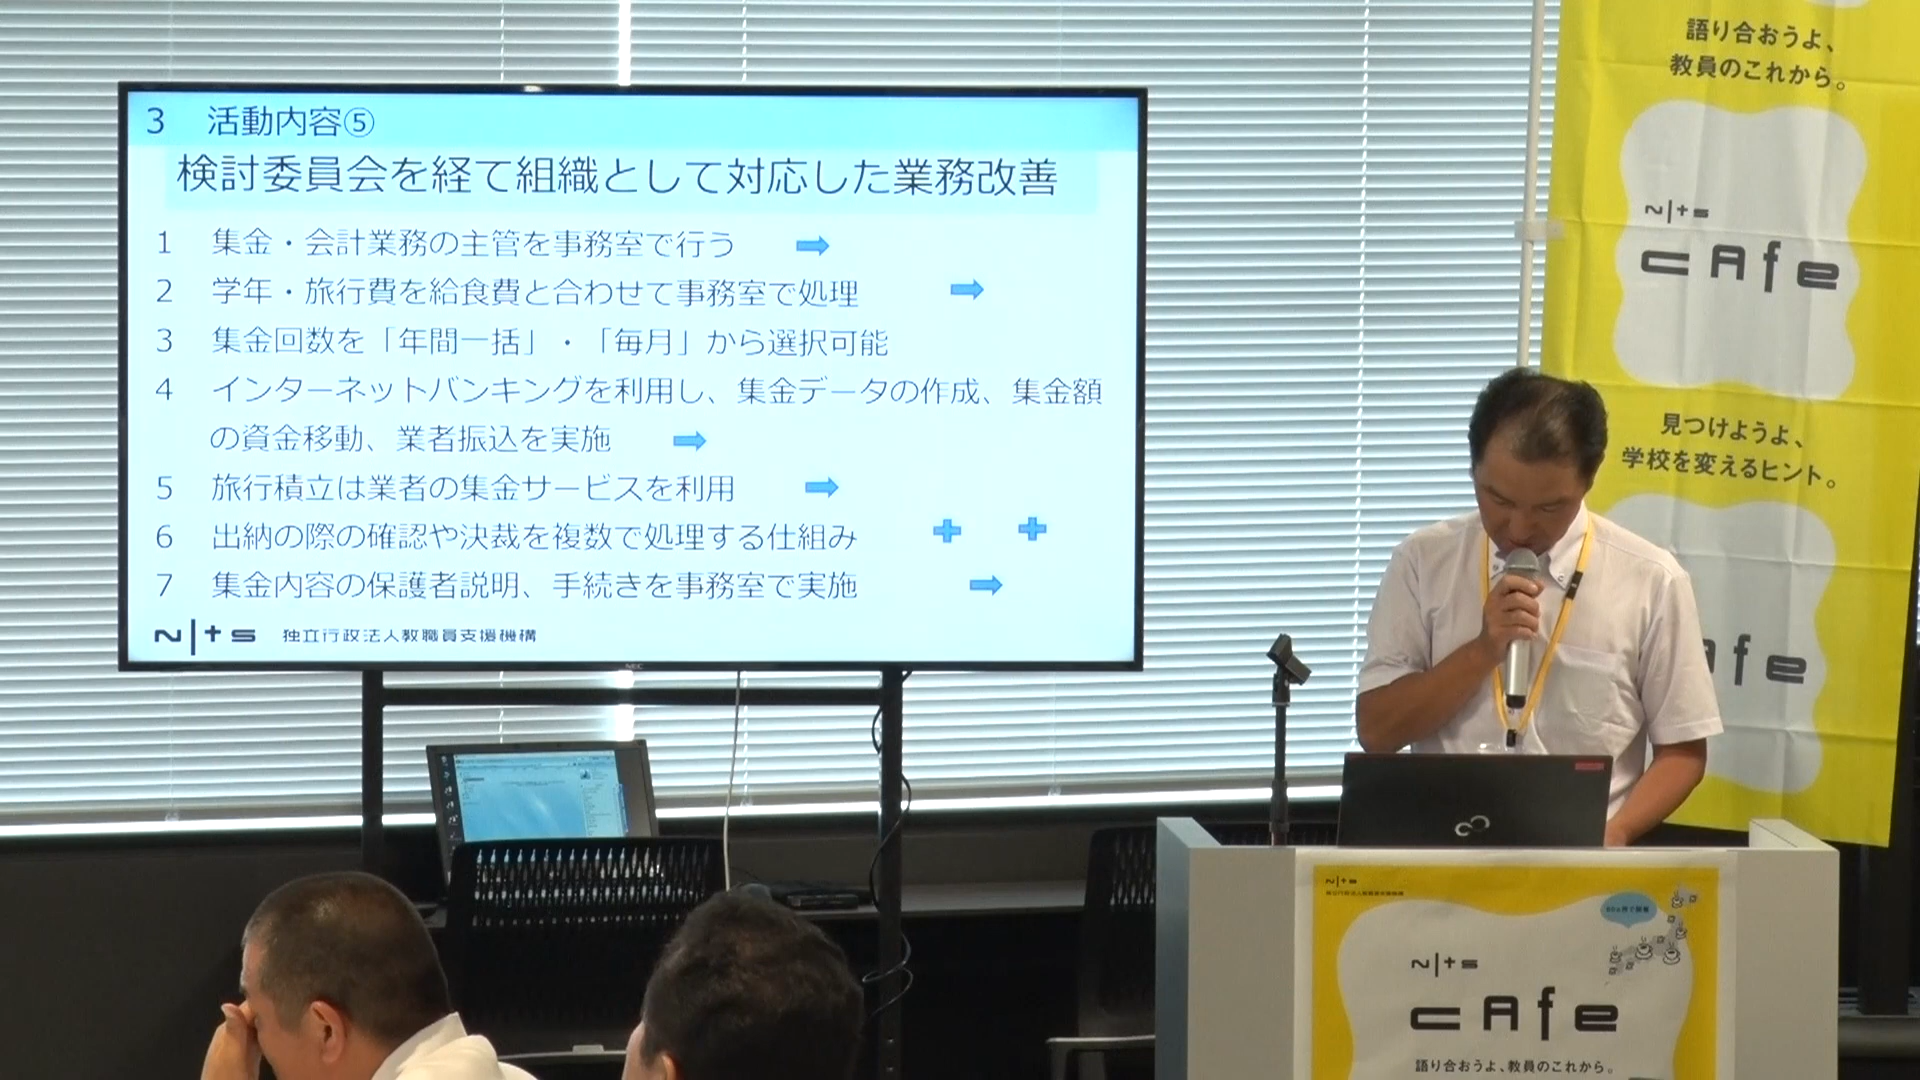 3 活動内容⑤
検討委員会を経て組織として対応した業務改善
1 集金・会計業務の主管を事務室で行う
2 学年・旅行費を給食費と合わせて事務室で処理
3 集金回数を「年間一括」・「毎月」から選択可能
4 インターネットバンキングを利用し、集金データの作成、集金額
の資金移動、業者振込を実施
5 旅行積立は業者の集金サービスを利用
6 出納の際の確認や決裁を複数で処理する仕組み
7 集金内容の保護者説明、手続きを事務室で実施
N|ts 独立行政法人教職員支援機構
NEC
語り合おうよ、
教員のこれから。
N|ts
cAfe
見つけようよ、
学校を変えるヒント。
Afe
N|ts
N|ts
cAfe
語り合おうよ、教員のこれから。